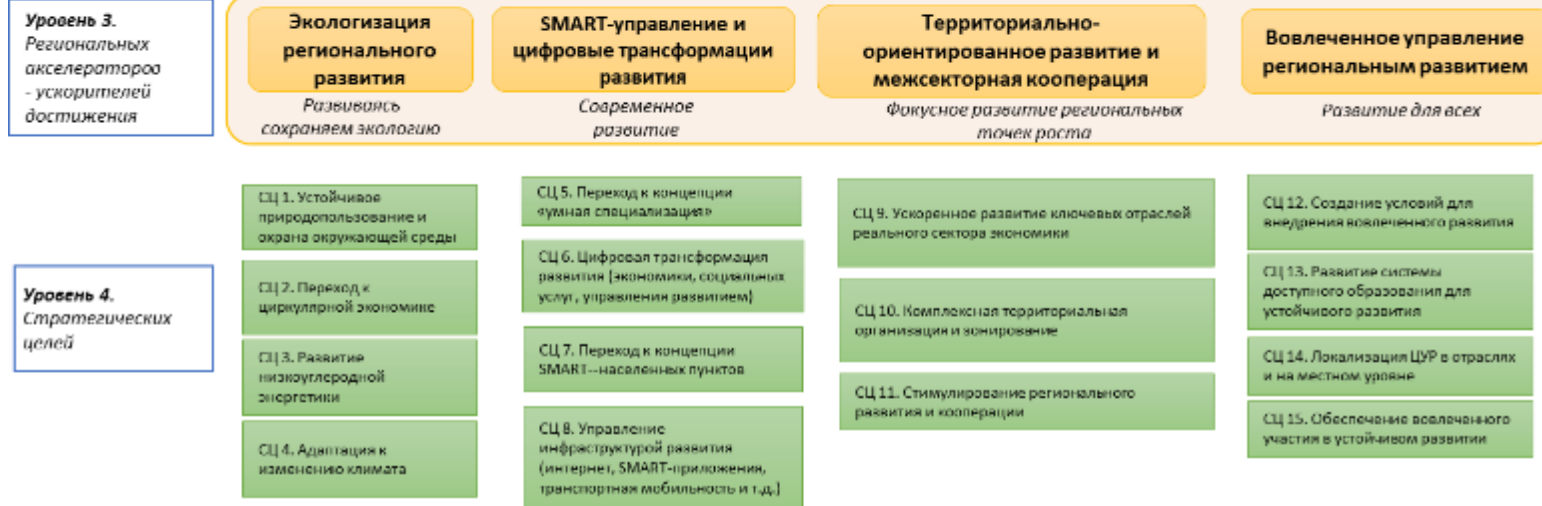 Уровень 3.
Региональных
акселераторов
- ускорителей
достижения
Экологизация
регионального
развития
Развиваясь
сохраняем экологию
SMART-управление и
цифровые трансформации
развития
Современное
развитие
Территориально-
ориентированное развитие и
межсекторная кооперация
Фокусное развитие региональных
точек роста
Вовлеченное управление
региональным развитием
Развитие для всех
Уровень 4.
Стратегических
целей
СЦ 1. Устойчивое
природопользование и
охрана окружающей среды
СЦ 2. Переход к
циркулярной экономике
СЦ 3. Развитие
низкоуглеродной
энергетики
СЦ 4. Адаптация к
изменению климата
СЦ 5. Переход к концепции
«умная специализация»
СЦ 6. Цифровая трансформация
развития (экономики, социальных
услуг, управления развитием)
СЦ 7. Переход к концепции
SMART--населенных пунктов
СЦ 8. Управление
инфраструктурой развития
(интернет, SMART-приложения,
транспортная мобильность и т.д.)
СЦ 9. Ускоренное развитие ключевых отраслей
реального сектора экономики
СЦ 10. Комплексная территориальная
организация и зонирование
СЦ 11. Стимулирование регионального
развития и кооперации
СЦ 12. Создание условий для
внедрения вовлеченного развития
СЦ 13. Развитие системы
доступного образования для
устойчивого развития
СЦ 14. Локализация ЦУР в отраслях
и на местном уровне
СЦ 15. Обеспечение вовлеченного
участия в устойчивом развитии